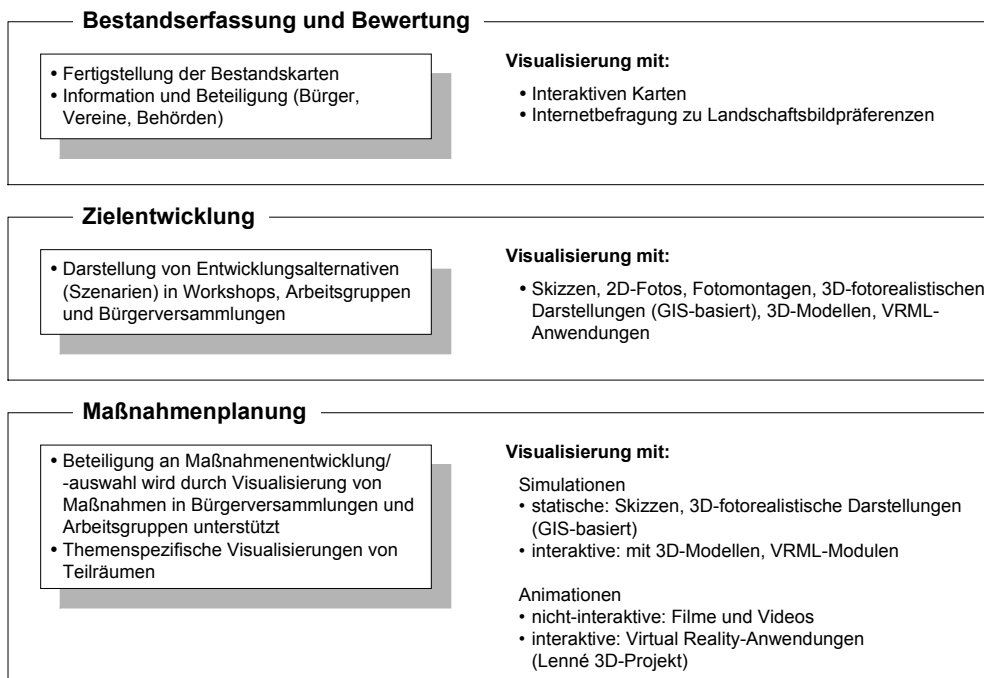 Bestandserfassung und Bewertung
• Fertigstellung der Bestandskarten
• Information und Beteiligung (Bürger,
Vereine, Behörden)
Visualisierung mit:
• Interaktiven Karten
• Internetbefragung zu Landschaftsbildpräferenzen
Zielentwicklung
• Darstellung von Entwicklungsalternativen
(Szenarien) in Workshops, Arbeitsgruppen
und Bürgerversammlungen
Visualisierung mit:
• Skizzen, 2D-Fotos, Fotomontagen, 3D-fotorealistischen
Darstellungen (GIS-basiert), 3D-Modellen, VRML-
Anwendungen
Maßnahmenplanung
• Beteiligung an Maßnahmenentwicklung/
-auswahl wird durch Visualisierung von
Maßnahmen in Bürgerversammlungen und
Arbeitsgruppen unterstützt
• Themenspezifische Visualisierungen von
Teilräumen
Visualisierung mit:
Simulationen
• statische: Skizzen, 3D-fotorealistische Darstellungen
(GIS-basiert)
• interaktive: mit 3D-Modellen, VRML-Modulen
Animationen
• nicht-interaktive: Filme und Videos
• interaktive: Virtual Reality-Anwendungen
(Lenné 3D-Projekt)